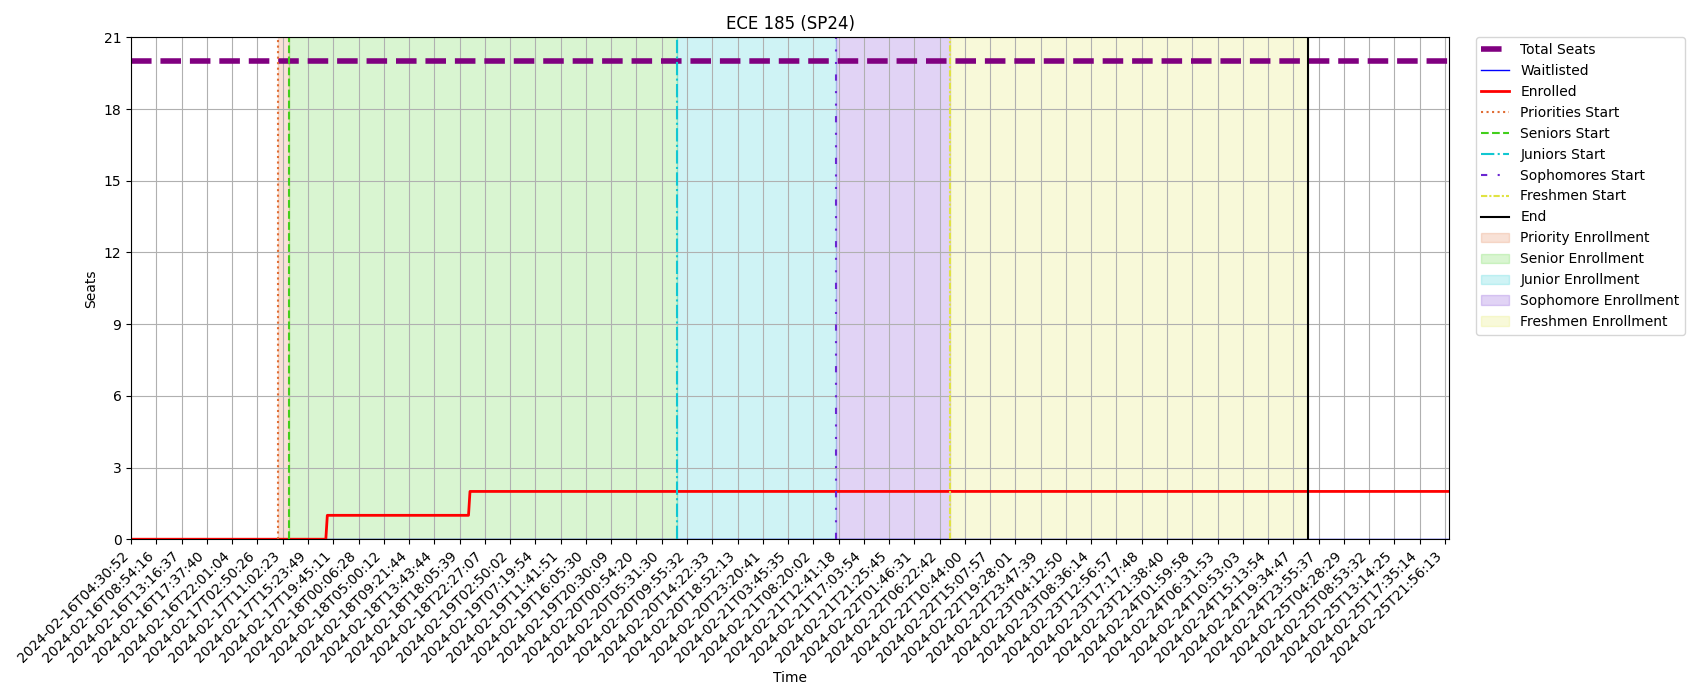 ECE 185 (SP24)
21
18
15
12
9
6
3
0
Seats
2024-02-16T04:30:52
2024-02-16T08:54:16
2024-02-16T13:16:37
2024-02-16T17:37:40
2024-02-16T22:01:04
2024-02-17T02:50:26
2024-02-17T11:02:23
2024-02-17T15:23:49
2024-02-17T19:45:11
2024-02-18T00:06:28
2024-02-18T05:00:12
2024-02-18T09:21:44
2024-02-18T13:43:44
2024-02-18T18:05:39
2024-02-18T22:27:07
2024-02-19T02:50:02
2024-02-19T07:19:54
2024-02-19T11:41:51
2024-02-19T16:05:30
2024-02-19T20:30:09
2024-02-20T00:54:20
2024-02-20T05:31:30
2024-02-20T09:55:32
2024-02-20T14:22:33
2024-02-20T18:52:13
2024-02-20T23:20:41
2024-02-21T03:45:35
2024-02-21T08:20:02
2024-02-21T12:41:18
2024-02-21T17:03:54
2024-02-21T21:25:45
2024-02-22T01:46:31
2024-02-22T06:22:42
2024-02-22T10:44:00
2024-02-22T15:07:57
2024-02-22T19:28:01
2024-02-22T23:47:39
2024-02-23T04:12:50
2024-02-23T08:36:14
2024-02-23T12:56:57
2024-02-23T17:17:48
2024-02-23T21:38:40
2024-02-24T01:59:58
2024-02-24T06:31:53
2024-02-24T10:53:03
2024-02-24T15:13:54
2024-02-24T19:34:47
2024-02-24T23:55:37
2024-02-25T04:28:29
2024-02-25T08:53:32
2024-02-25T13:14:25
2024-02-25T17:35:14
2024-02-25T21:56:13
Time
Total Seats
Waitlisted
Enrolled
Priorities Start
Seniors Start
Juniors Start
Sophomores Start
Freshmen Start
End
Priority Enrollment
Senior Enrollment
Junior Enrollment
Sophomore Enrollment
Freshmen Enrollment